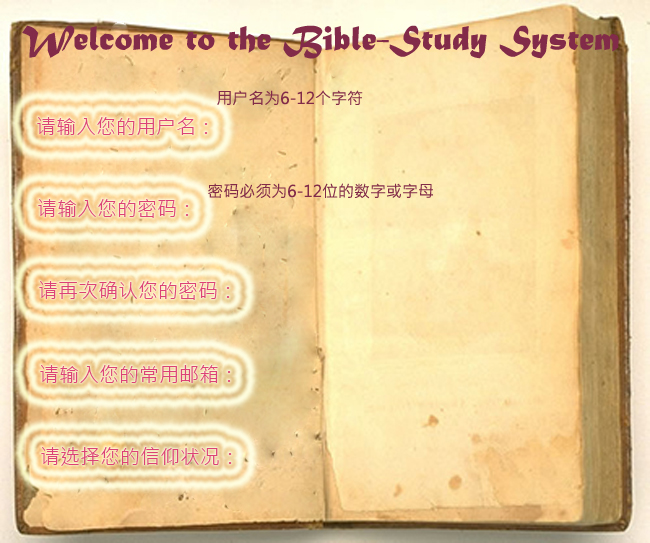 Welcome to the Bible-Study System
用户名为6-12个字符
请输入您的用户名：
密码必须为6-12位的数字或字母
请输入您的密码：
请再次确认您的密码：
请输入您的常用邮箱：
请选择您的信仰状况：